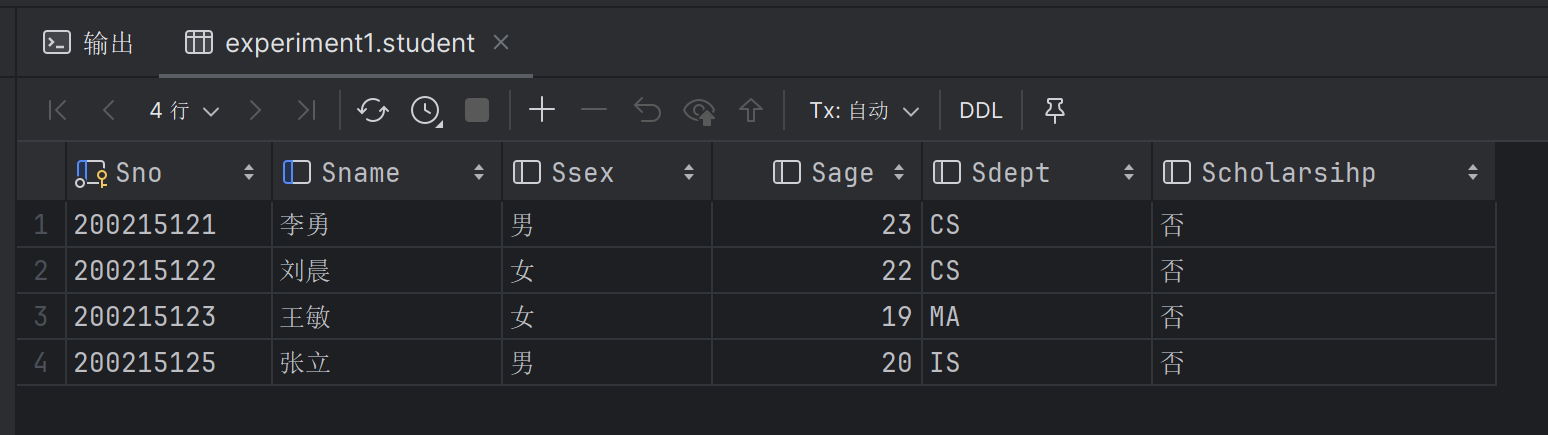 输出 experiment1.student
4 行 Tx: 自动 DDL
Sno Sname Ssex Sage Sdept Scholarsihp
1 200215121 李勇 男 23 CS 否
2 200215122 刘晨 女 22 CS 否
3 200215123 王敏 女 19 MA 否
4 200215125 张立 男 20 IS 否